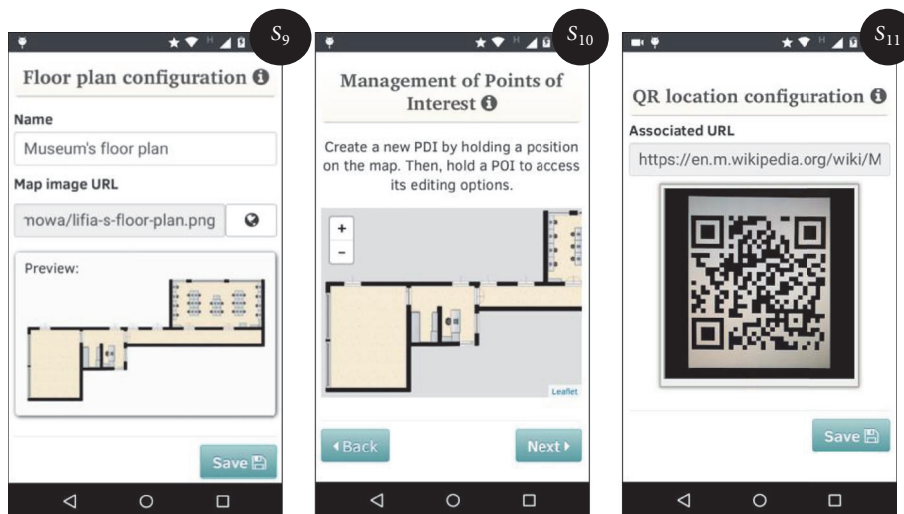 S9
Floor plan configuration
Name
Museum's floor plan
Map image URL
nowa/lifia-s-floor-plan.png
Preview:
Save
S10
Management of Points of
Interest
Create a new PDI by holding a position
on the map. Then, hold a POI to access
its editing options.
+
−
Leaflet
Back
Next
S11
QR location configuration
Associated URL
https://en.m.wikipedia.org/wiki/M
Save